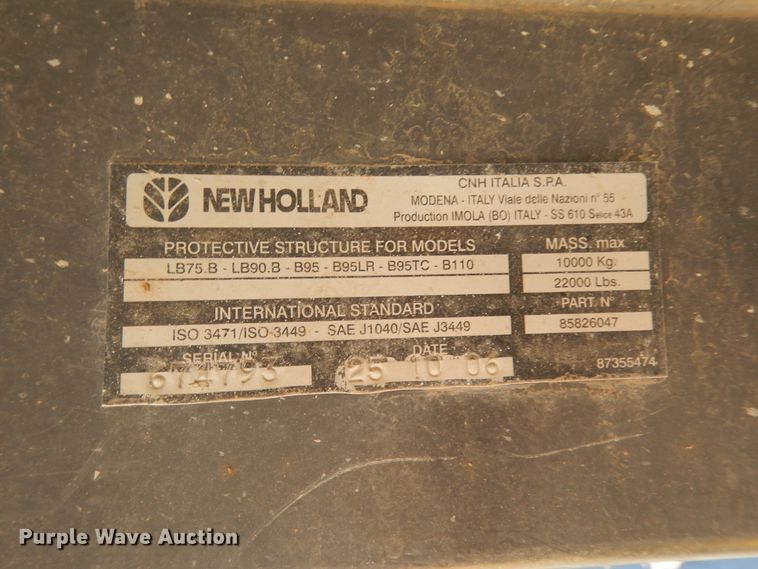 NEW HOLLAND
CNH ITALIA S.P.A.
MODENA - ITALY Viale delle Nazioni n° 55
Production IMOLA (BO) ITALY - SS 610 Selice 43A
PROTECTIVE STRUCTURE FOR MODELS
LB75.B - LB90.B - B95 - B95LR - B95TC - B110
MASS. max
10000 Kg.
22000 Lbs.
INTERNATIONAL STANDARD
ISO 3471/ISO 3449 - SAE J1040/SAE J3449
PART. N°
85826047
SERIAL N°
DATE
25 10 06
87355474
Purple Wave Auction